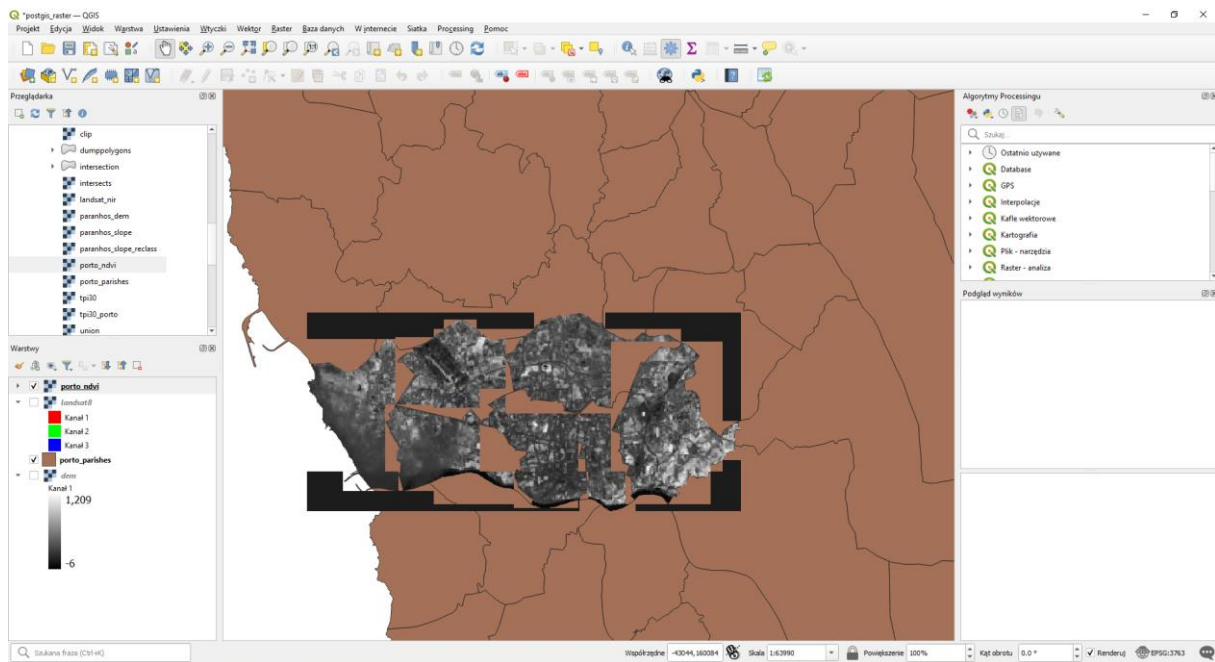 *postgis_raster — QGIS
Projekt Edycja Widok Warstwa Ustawienia Wtyczki Wektor Raster Baza danych W internecie Siatka Processing Pomoc
Przeglądarka
clip
dumppolygons
intersection
intersects
landsat_nir
paranhos_dem
paranhos_slope
paranhos_slope_reclass
porto_ndvi
porto_parishes
tpi30
tpi30_porto
union
Warstwy
porto_ndvi
landsat8
Kanał 1
Kanał 2
Kanał 3
porto_parishes
dem
Kanał 1
1,209
-6
Algorytmy Processingu
Szukaj...
Ostatnio używane
Database
GPS
Interpolacje
Kafle wektorowe
Kartografia
Plik - narzędzia
Raster - analiza
Podgląd wyników
Szukana fraza (Ctrl+K)
Współrzędne -43044,160084 Skala 1:63990 Powiększenie 100% Kąt obrotu 0.0 ° Renderuj EPSG:3763